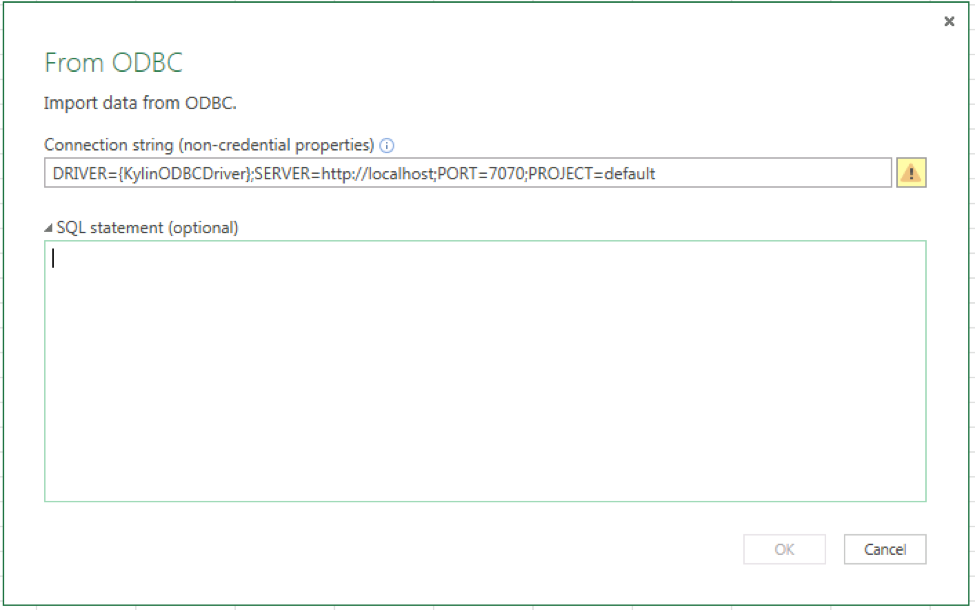 From ODBC
Import data from ODBC.
Connection string (non-credential properties)
DRIVER={KylinODBCDriver};SERVER=http://localhost;PORT=7070;PROJECT=default
SQL statement (optional)
OK
Cancel